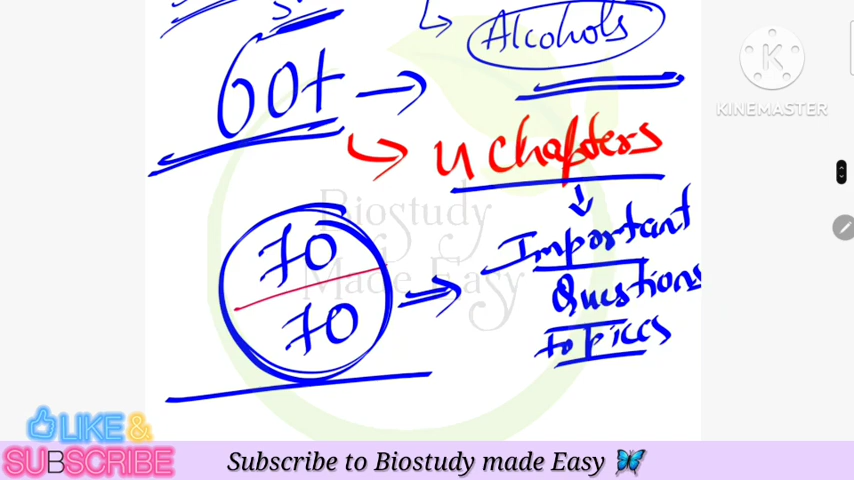 Alcohols
60+ →
KINEMASTER
↳ 4 chapters
↓
Important
Questions
topices
70
70 ⇒
Biostudy
Made Easy
LIKE &
SUBSCRIBE
Subscribe to Biostudy made Easy 🦋